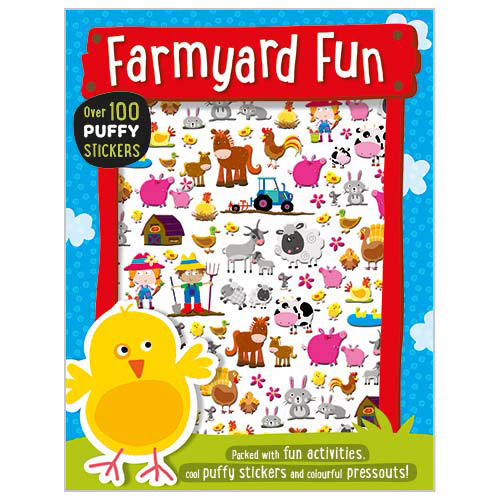 Farmyard Fun
Over 100
PUFFY
STICKERS
Packed with fun activities,
cool puffy stickers and colourful pressouts!